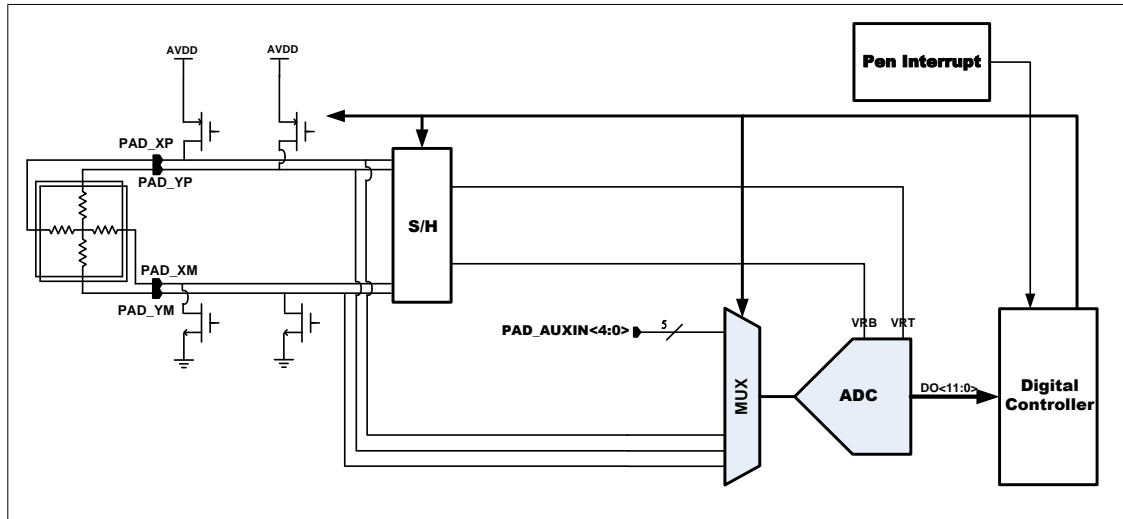 AVDD
AVDD
Pen Interrupt
PAD_XP
PAD_YP
S/H
PAD_XM
PAD_YM
PAD_AUXIN<4:0>
5
VRB
VRT
MUX
ADC
DO<11:0>
Digital
Controller